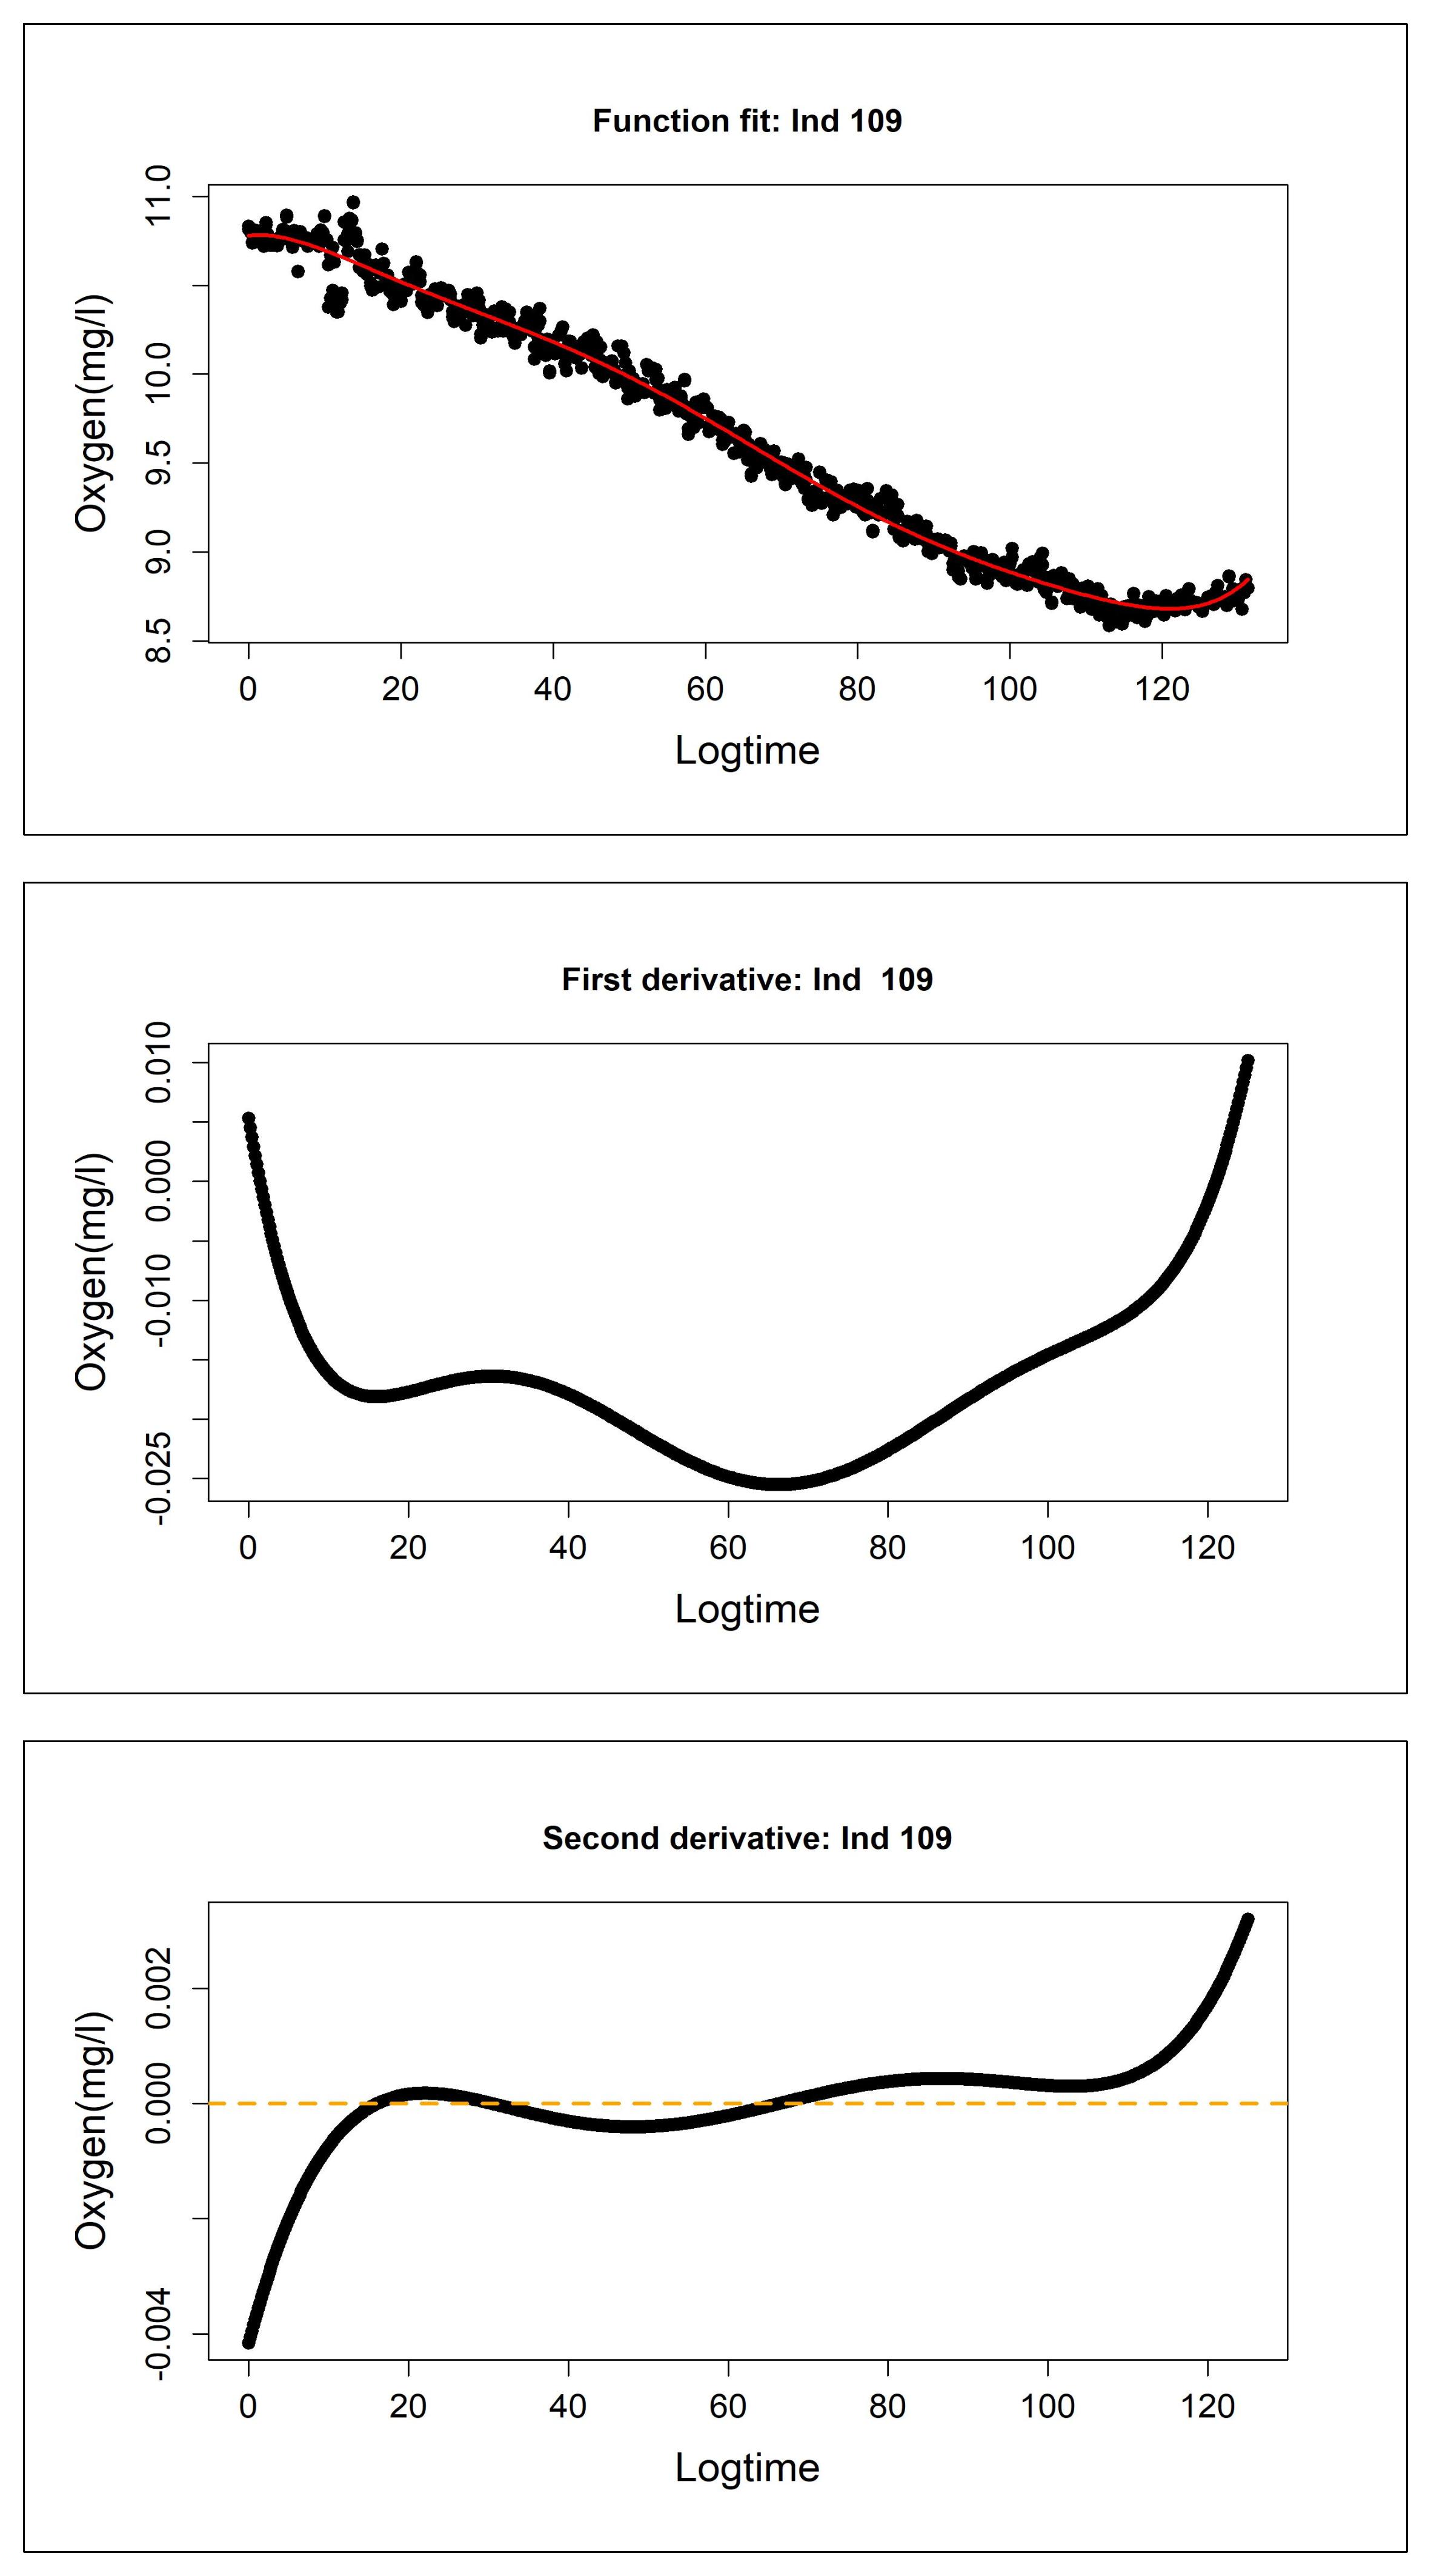 Function fit: Ind 109
Oxygen(mg/l)
11.0
10.0
9.5
9.0
8.5
0 20 40 60 80 100 120
Logtime
First derivative: Ind  109
Oxygen(mg/l)
0.010
0.000
-0.010
-0.025
0 20 40 60 80 100 120
Logtime
Second derivative: Ind 109
Oxygen(mg/l)
0.002
0.000
-0.004
0 20 40 60 80 100 120
Logtime